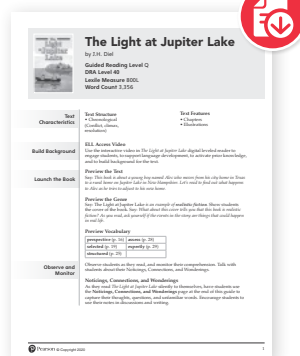 The Light at Jupiter Lake
by J.H. Diel
Guided Reading Level Q
DRA Level 40
Lexile Measure 800L
Word Count 3,356
Text
Characteristics
Text Structure
• Chronological
(Conflict, climax,
resolution)
Text Features
• Chapters
• Illustrations
Build Background
ELL Access Video
Use the interactive video to The Light at Jupiter Lake digital leveled reader to
engage students, to support language development, to activate prior knowledge,
and to build background for the text.
Launch the Book
Preview the Text
Say: This book is about a young boy named Alex who moves from his city home in Texas
to a rural home on Jupiter Lake in New Hampshire. Let's read to find out what happens
to Alex as he tries to adjust to his new home.
Preview the Genre
Say: The Light at Jupiter Lake is an example of realistic fiction. Show students
the cover of the book. Say: What about this cover tells you that this book is realistic
fiction? As you read, ask yourself if the events in the story are things that could happen
in real life.
Preview Vocabulary
perspective (p. 16) access (p. 28)
selected (p. 19) expertly (p. 29)
structured (p. 25)
Observe and
Monitor
Observe students as they read, and monitor their comprehension. Talk with
students about their Noticings, Connections, and Wonderings.
Noticings, Connections, and Wonderings
As they read The Light at Jupiter Lake silently to themselves, have students use
the Noticings, Connections, and Wonderings page at the end of this guide to
capture their thoughts, questions, and unfamiliar words. Encourage students to
use their notes in discussions and writing.
Pearson © Copyright 2020
1